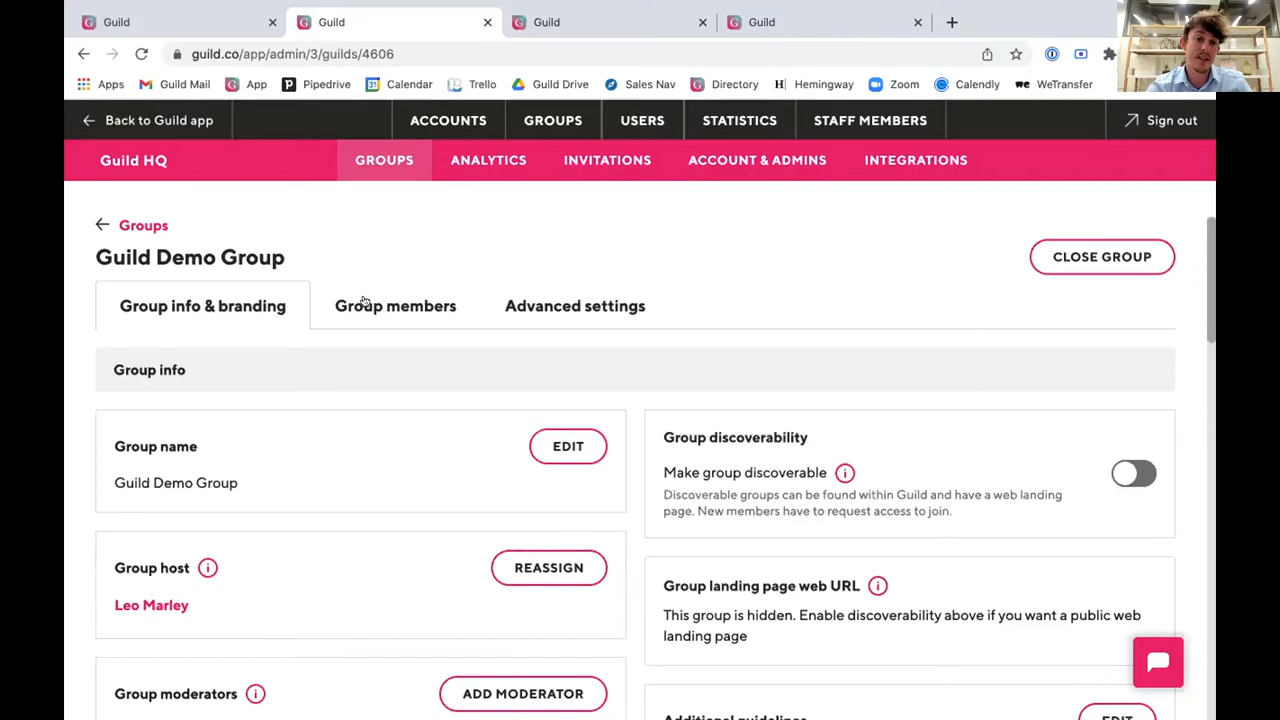 Guild
Guild
Guild
Guild
guild.co/app/admin/3/guilds/4606
Apps
Guild Mail
App
Pipedrive
Calendar
Trello
Guild Drive
Sales Nav
Directory
Hemingway
Zoom
Calendly
WeTransfer
Back to Guild app
ACCOUNTS
GROUPS
USERS
STATISTICS
STAFF MEMBERS
Sign out
Guild HQ
GROUPS
ANALYTICS
INVITATIONS
ACCOUNT & ADMINS
INTEGRATIONS
Groups
Guild Demo Group
CLOSE GROUP
Group info & branding
Group members
Advanced settings
Group info
Group name
EDIT
Guild Demo Group
Group discoverability
Make group discoverable
Discoverable groups can be found within Guild and have a web landing
page. New members have to request access to join.
Group host
REASSIGN
Leo Marley
Group landing page web URL
This group is hidden. Enable discoverability above if you want a public web
landing page
Group moderators
ADD MODERATOR
Additional guidelines
EDIT